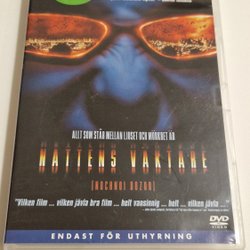 ALLT SOM STÅR MELLAN LJUSET OCH MÖRKRET ÄR
NATTENS VÄKTARE
[NOCHNOI DOZOR]
"Vilken film ... vilken jävla bra film ... helt vansinnig ... helt ... vilken jävla ..."
DVD
VIDEO
ENDAST FÖR UTHYRNING